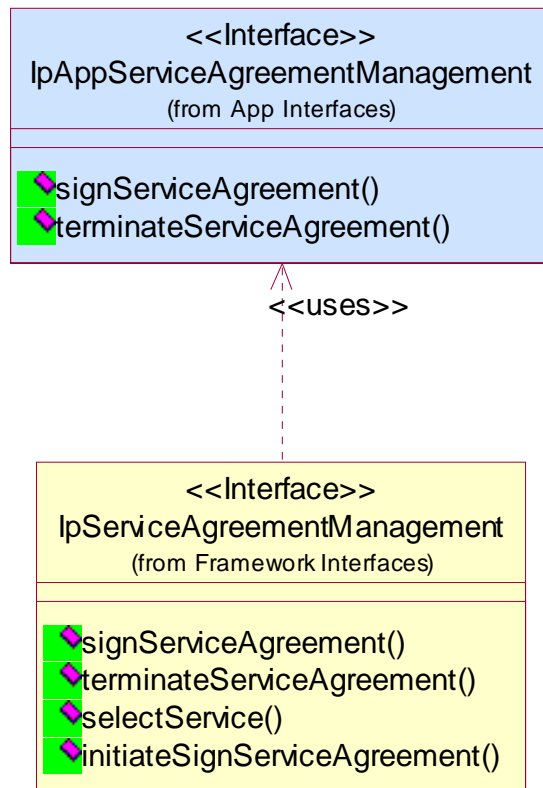 <<Interface>>
IpAppServiceAgreementManagement
(from App Interfaces)
signServiceAgreement()
terminateServiceAgreement()
<<uses>>
<<Interface>>
IpServiceAgreementManagement
(from Framework Interfaces)
signServiceAgreement()
terminateServiceAgreement()
selectService()
initiateSignServiceAgreement()